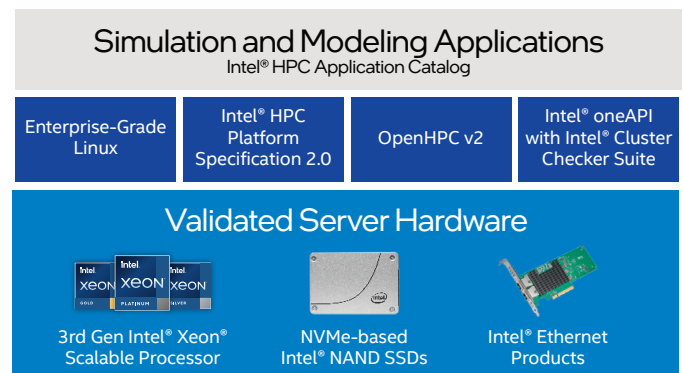 Simulation and Modeling Applications
Intel® HPC Application Catalog
Enterprise-Grade
Linux
Intel® HPC
Platform
Specification 2.0
OpenHPC v2
Intel® oneAPI
with Intel® Cluster
Checker Suite
Validated Server Hardware
intel.
XEON
GOLD
intel.
XEON
PLATINUM
intel.
XEON
SILVER
intel
3rd Gen Intel® Xeon®
Scalable Processor
NVMe-based
Intel® NAND SSDs
Intel® Ethernet
Products